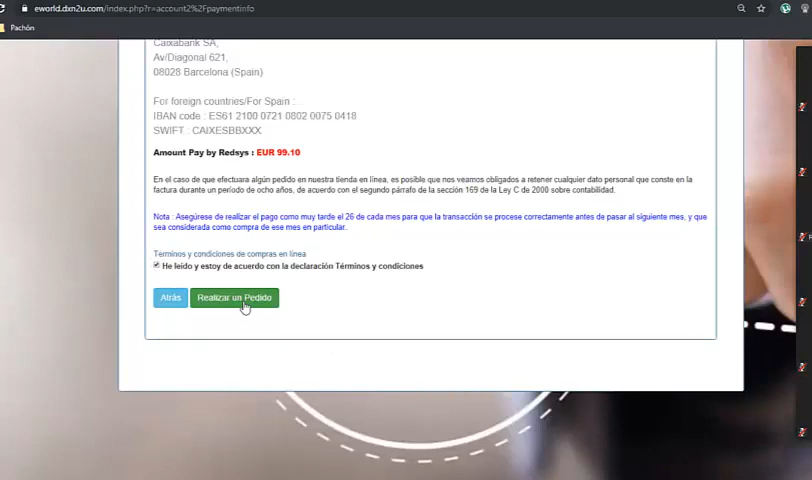 eworld.dxn2u.com/index.php?r=account2%2Fpaymentinfo
Pachón
Caixabank SA,
Av/Diagonal 621,
08028 Barcelona (Spain)
For foreign countries/For Spain :
IBAN code : ES61 2100 0721 0802 0075 0418
SWIFT : CAIXESBBXXX
Amount Pay by Redsys : EUR 99.10
En el caso de que efectuara algún pedido en nuestra tienda en línea, es posible que nos veamos obligados a retener cualquier dato personal que conste en la
factura durante un período de ocho años, de acuerdo con el segundo párrafo de la sección 169 de la Ley C de 2000 sobre contabilidad.
Nota : Asegúrese de realizar el pago como muy tarde el 26 de cada mes para que la transacción se procese correctamente antes de pasar al siguiente mes, y que
sea considerada como compra de ese mes en particular.
Términos y condiciones de compras en línea
He leído y estoy de acuerdo con la declaración Términos y condiciones
Atrás
Realizar un Pedido